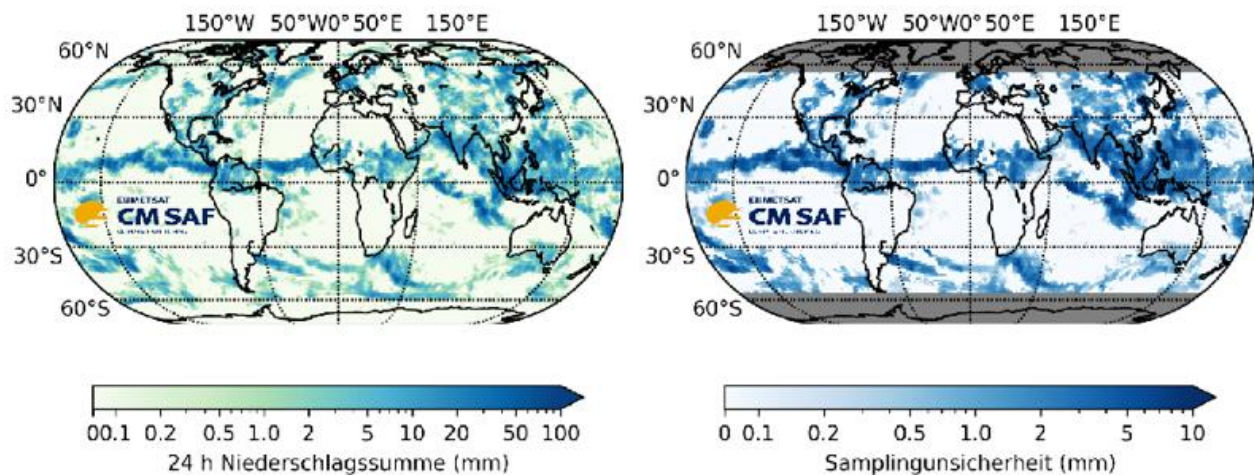 150°W 50°W0°50°E 150°E
60°N
30°N
0°
30°S
60°S
EUMETSAT
CM SAF
00.1 0.2 0.5 1.0 2 5 10 20 50 100
24 h Niederschlagssumme (mm)
150°W 50°W0°50°E 150°E
60°N
30°N
0°
30°S
60°S
EUMETSAT
CM SAF
0 0.1 0.2 0.5 1.0 2 5 10
Samplingunsicherheit (mm)